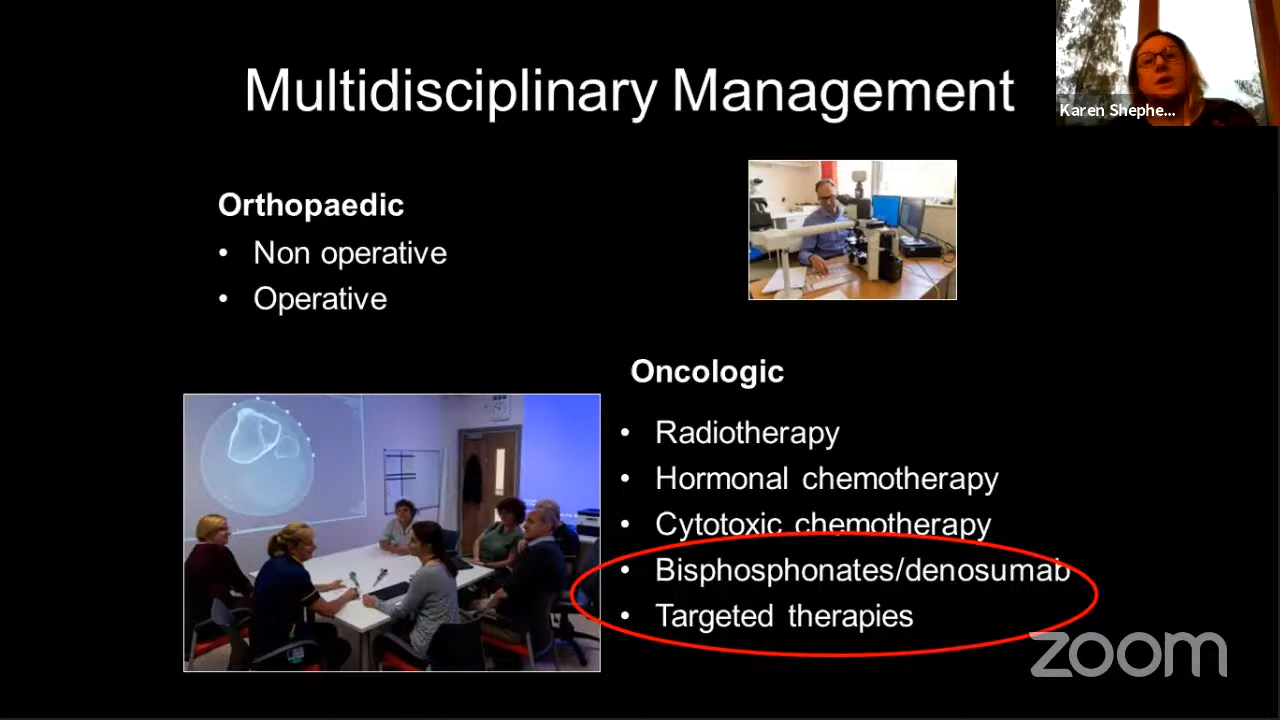 Multidisciplinary Management
Karen Shephe...
Orthopaedic
• Non operative
• Operative
Oncologic
• Radiotherapy
• Hormonal chemotherapy
• Cytotoxic chemotherapy
• Bisphosphonates/denosumab
• Targeted therapies
zoom